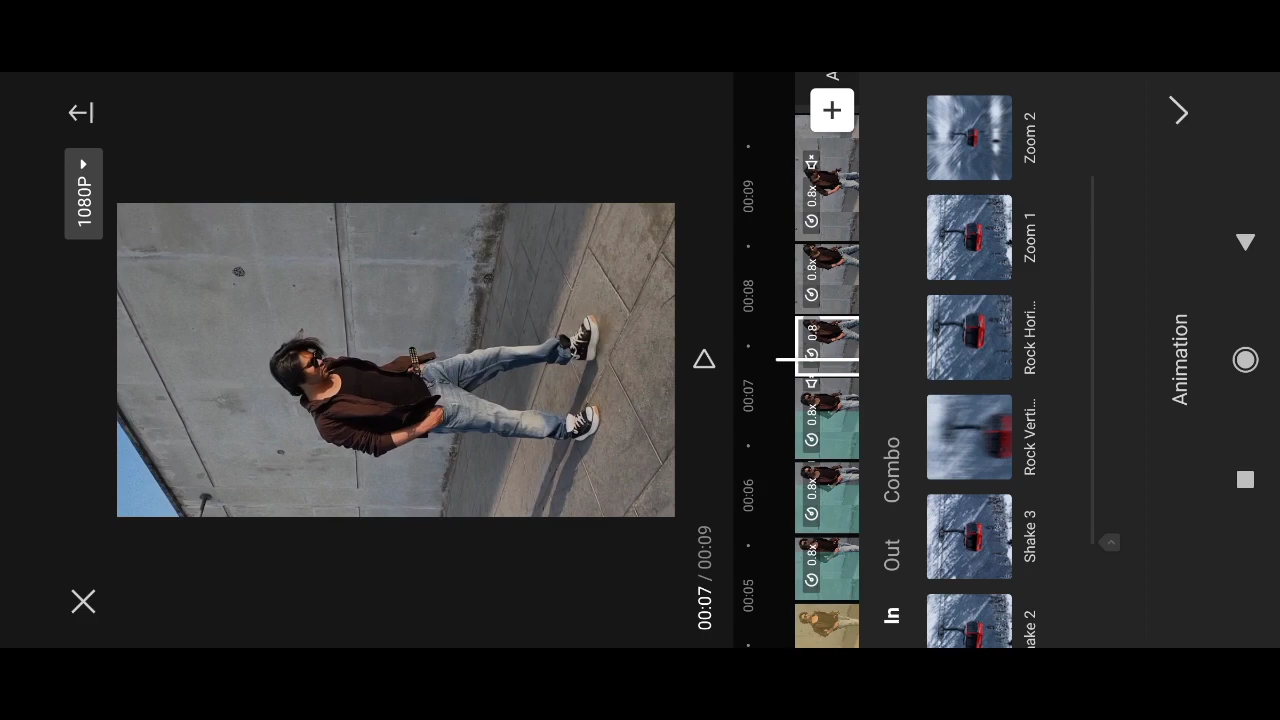 1080P
00:07 / 00:09
00:05
00:06
00:07
00:08
00:09
0.8x
0.8x
0.8x
0.8
0.8x
0.8x
A
In
Out
Combo
ake 2
Shake 3
Rock Verti...
Rock Hori...
Zoom 1
Zoom 2
Animation